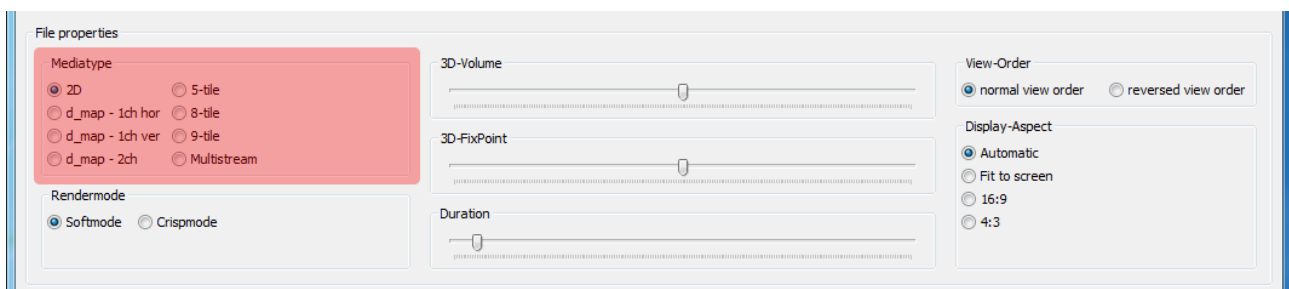 File properties
Mediatype
2D
5-tile
d_map - 1ch hor
8-tile
d_map - 1ch ver
9-tile
d_map - 2ch
Multistream
Rendermode
Softmode
Crispmode
3D-Volume
3D-FixPoint
Duration
View-Order
normal view order
reversed view order
Display-Aspect
Automatic
Fit to screen
16:9
4:3